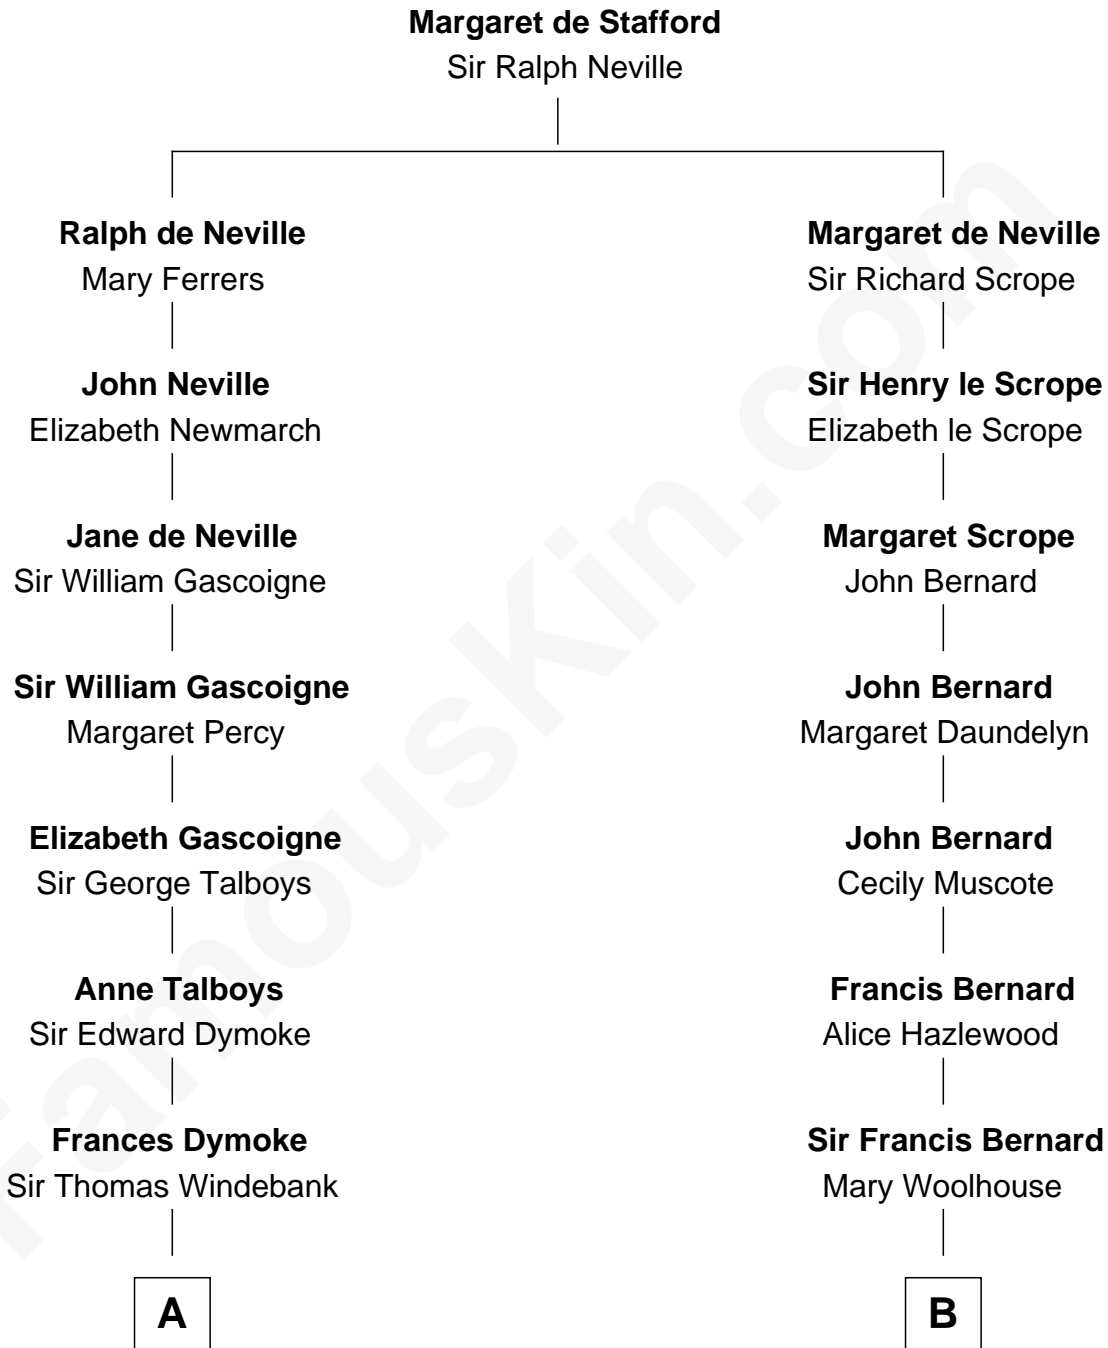 Margaret de Stafford
Sir Ralph Neville
Ralph de Neville
Mary Ferrers
John Neville
Elizabeth Newmarch
Jane de Neville
Sir William Gascoigne
Sir William Gascoigne
Margaret Percy
Elizabeth Gascoigne
Sir George Talboys
Anne Talboys
Sir Edward Dymoke
Frances Dymoke
Sir Thomas Windebank
A
Margaret de Neville
Sir Richard Scrope
Sir Henry le Scrope
Elizabeth le Scrope
Margaret Scrope
John Bernard
John Bernard
Margaret Daundelyn
John Bernard
Cecily Muscote
Francis Bernard
Alice Hazlewood
Sir Francis Bernard
Mary Woolhouse
B
FamousKin.com